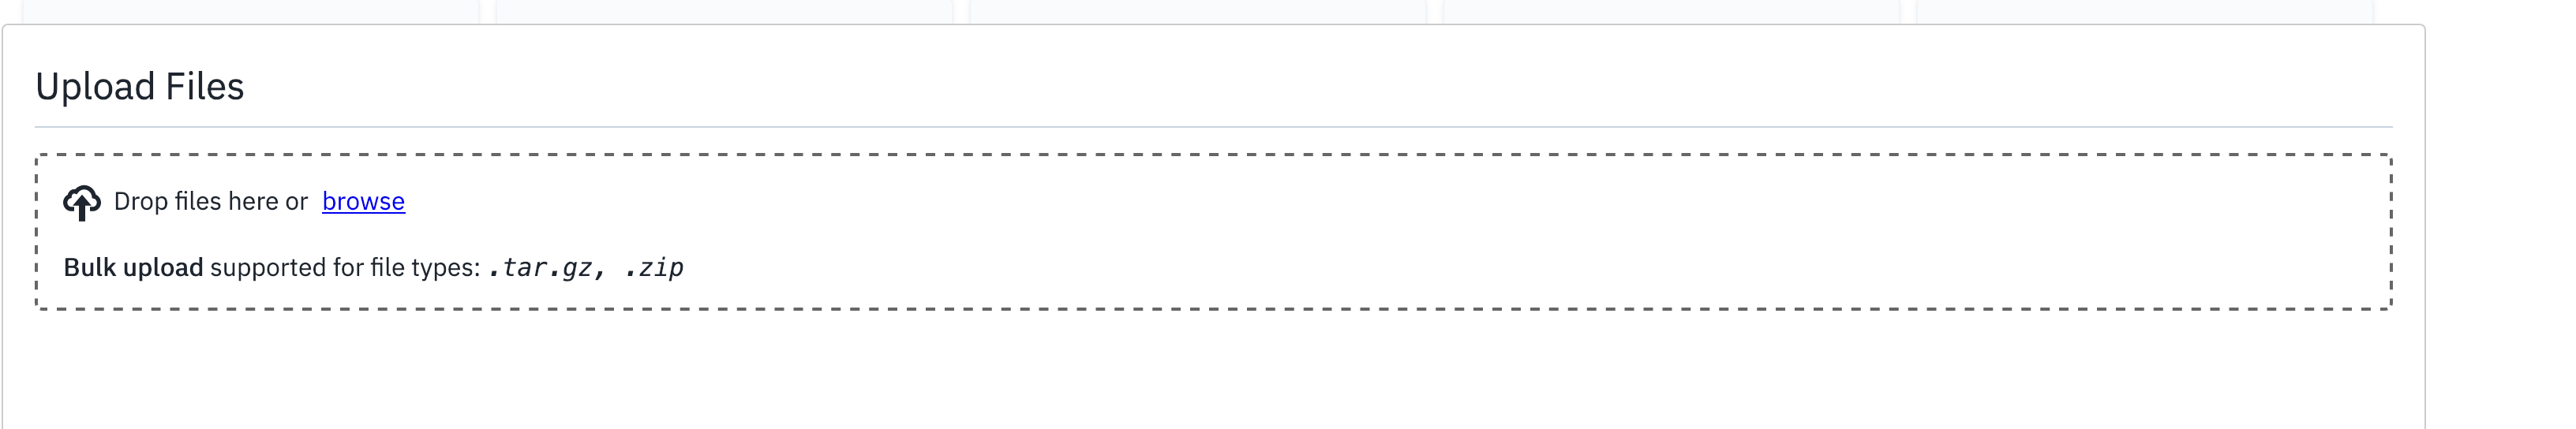 Upload Files
Drop files here or browse
Bulk upload supported for file types: .tar.gz, .zip